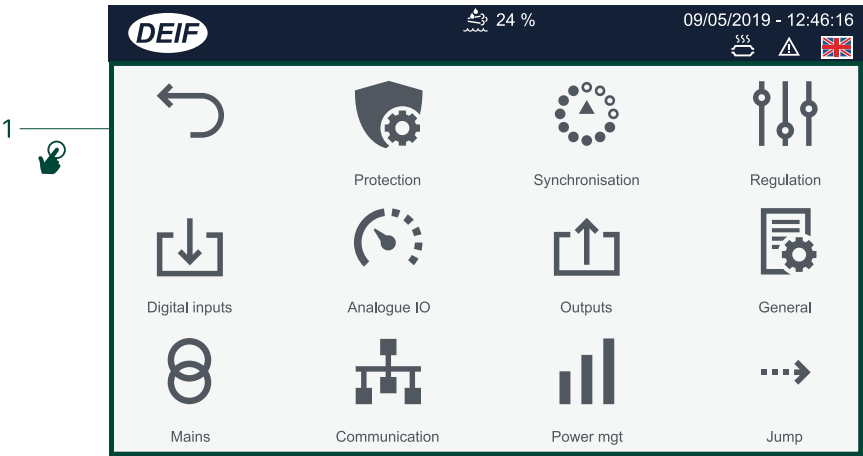 DEIF
24 %
09/05/2019 - 12:46:16
1
Protection
Synchronisation
Regulation
Digital inputs
Analogue IO
Outputs
General
Mains
Communication
Power mgt
Jump